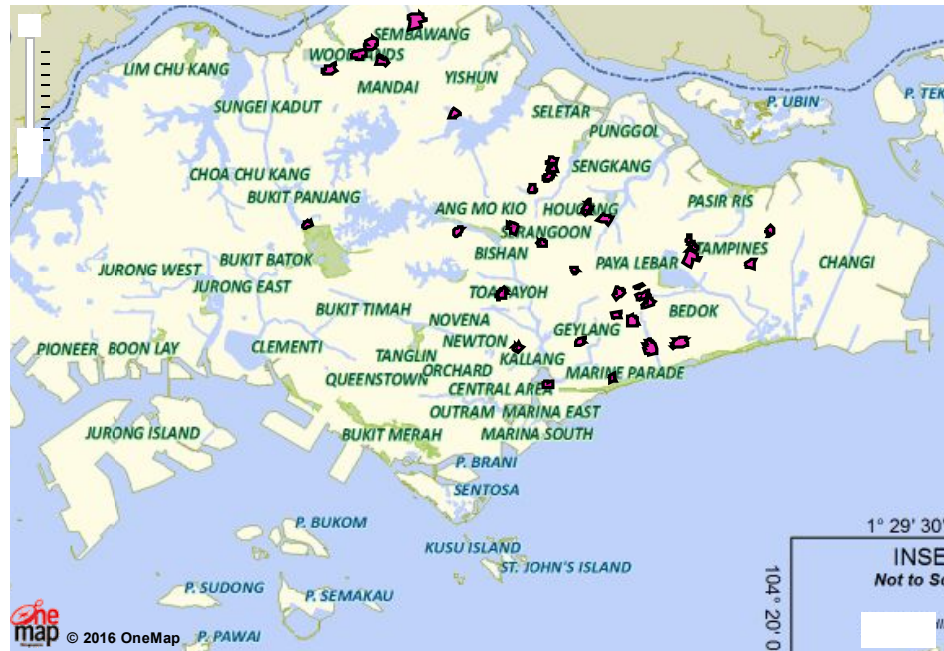 SEMBAWANG
WOODLANDS
LIM CHU KANG
YISHUN
MANDAI
P. UBIN
P. TEK
SUNGEI KADUT
SELETAR
PUNGGOL
SENGKANG
CHOA CHU KANG
BUKIT PANJANG
PASIR RIS
ANG MO KIO
HOUGANG
SERANGOON
BISHAN
TAMPINES
BUKIT BATOK
PAYA LEBAR
CHANGI
JURONG WEST
JURONG EAST
TOA PAYOH
BUKIT TIMAH
BEDOK
NOVENA
GEYLANG
PIONEER
BOON LAY
CLEMENTI
NEWTON
TANGLIN
KALLANG
ORCHARD
QUEENSTOWN
MARINE PARADE
CENTRAL AREA
OUTRAM
MARINA EAST
JURONG ISLAND
BUKIT MERAH
MARINA SOUTH
P. BRANI
SENTOSA
P. BUKOM
1° 29' 30'
KUSU ISLAND
INSE
ST. JOHN'S ISLAND
Not to Sc
104° 20' 0
P. SUDONG
P. SEMAKAU
One
map
© 2016 OneMap
P. PAWAI